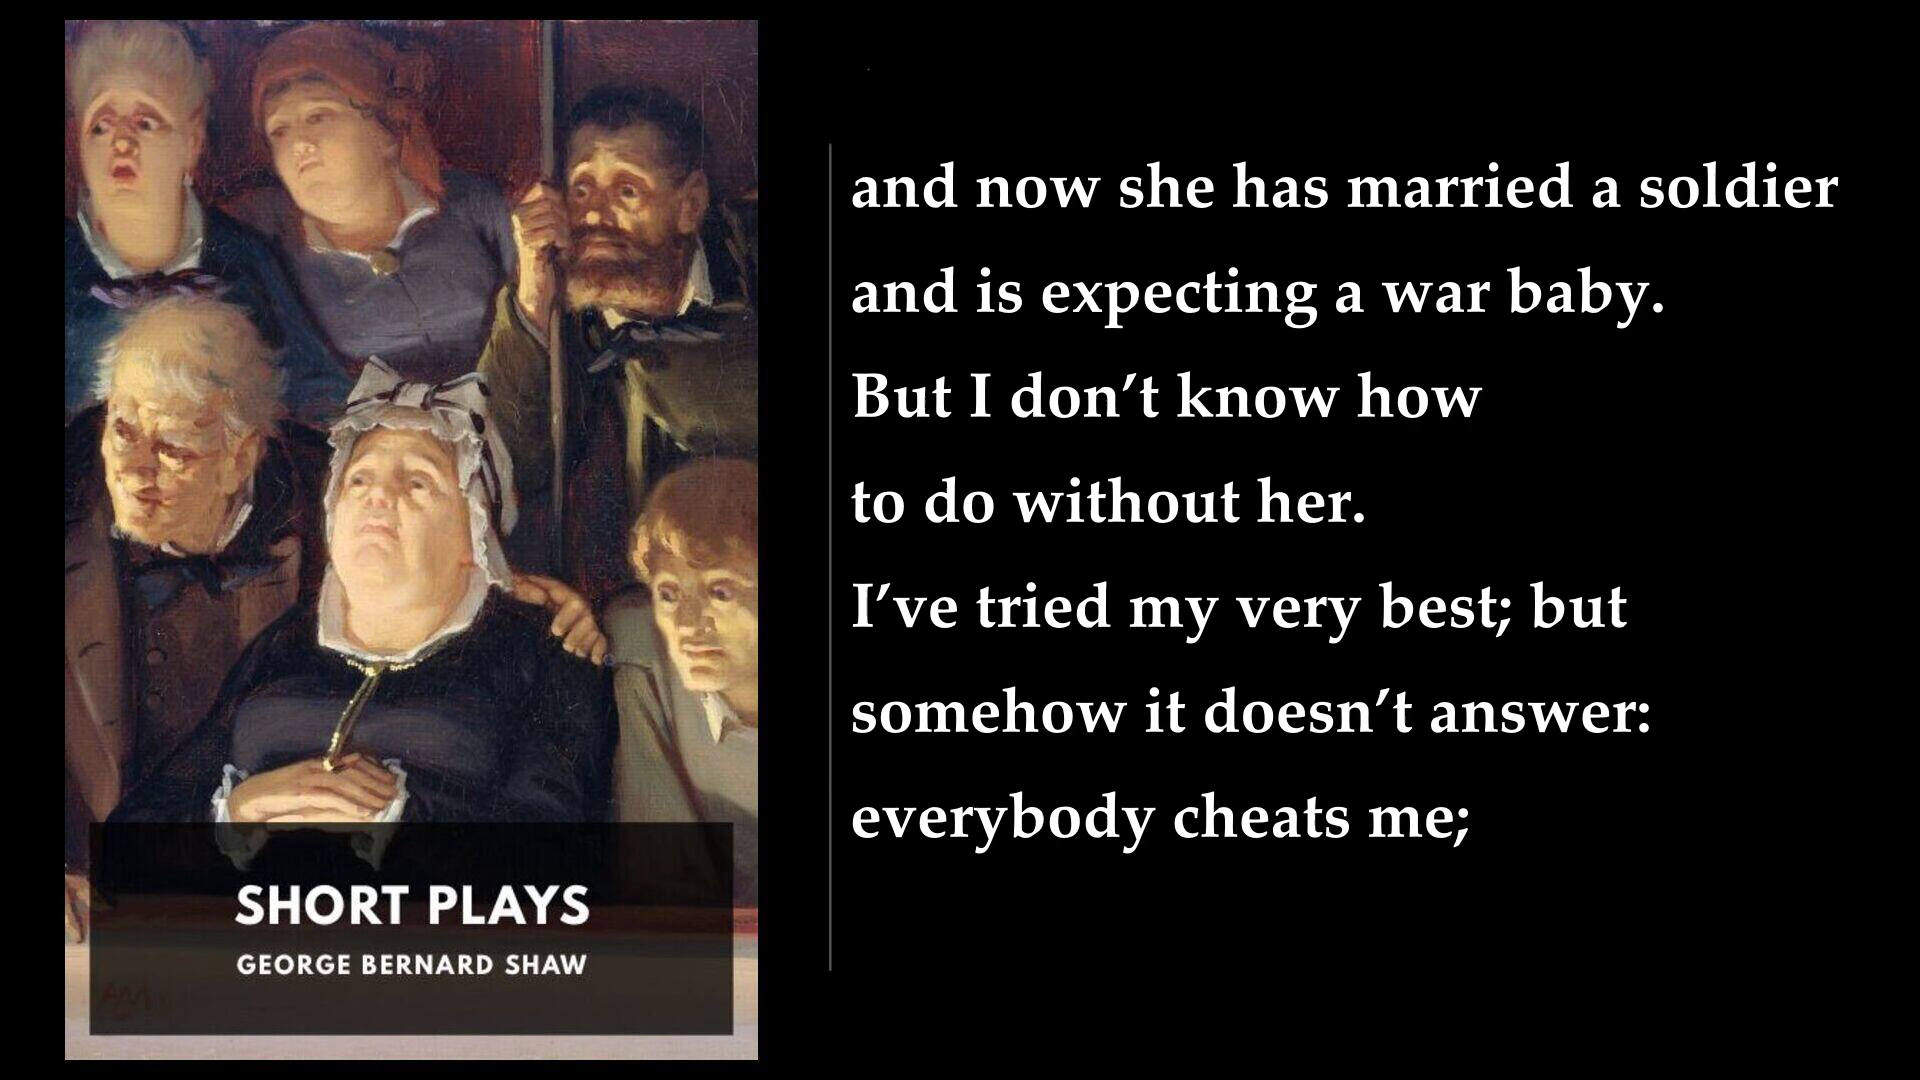 and now she has married a soldier
and is expecting a war baby.
But I don’t know how
to do without her.
I’ve tried my very best; but
somehow it doesn’t answer:
everybody cheats me;
SHORT PLAYS
GEORGE BERNARD SHAW